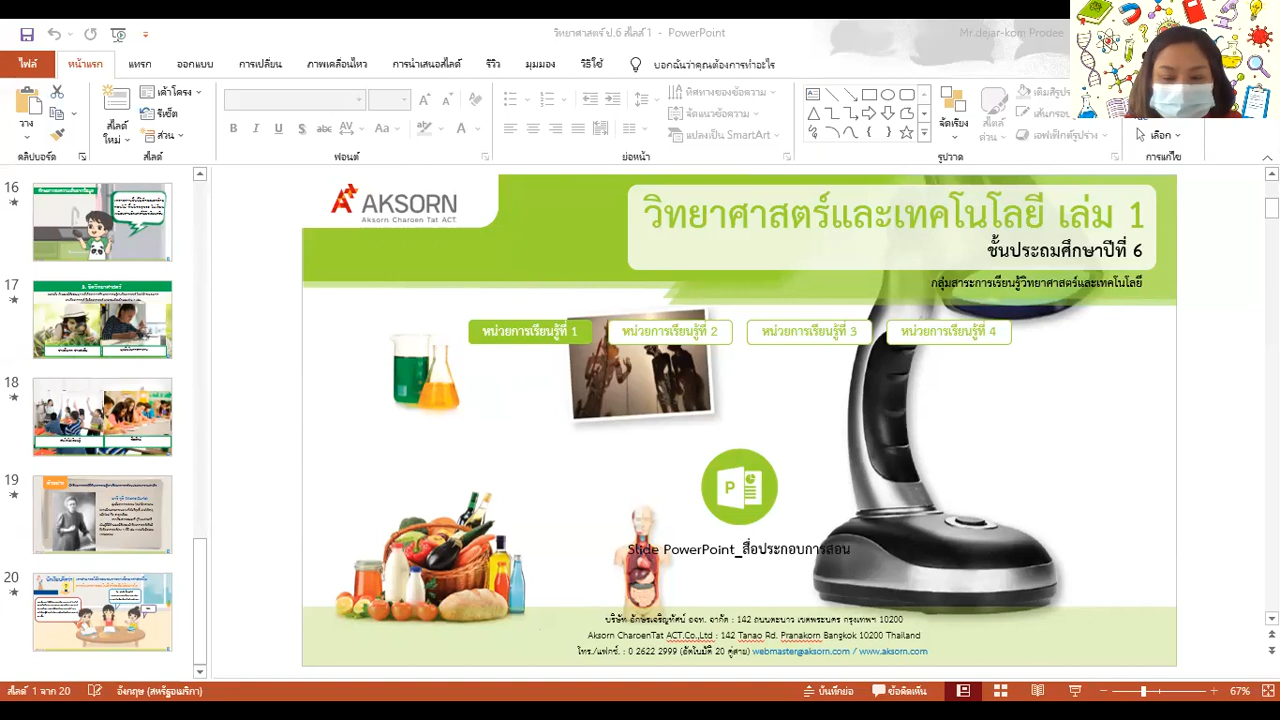 วิทยาศาสตร์ ป.6 สไลด์ 1 - PowerPoint
Mr.dejar-kom Prodee
ไฟล์
หน้าแรก
แทรก
ออกแบบ
การเปลี่ยน
ภาพเคลื่อนไหว
การนำเสนอสไลด์
รีวิว
มุมมอง
วิธีใช้
บอกฉันว่าคุณต้องการทำอะไร
วาง
สไลด์ใหม่
เค้าโครง
รีเซ็ต
ส่วน
B I U S abc AV Aa A
ทิศทางของข้อความ
จัดแนวข้อความ
แปลงเป็น SmartArt
จัดเรียง
สไตล์ด่วน
เติมสีรูปร่าง
เส้นกรอบ
เอฟเฟ็กต์รูปร่าง
เลือก
คลิปบอร์ด
สไลด์
ฟอนต์
ย่อหน้า
รูปวาด
การแก้ไข
16
17
3. จิตวิทยาศาสตร์
18
19
20
AKSORN
Aksorn Charoen Tat ACT.
วิทยาศาสตร์และเทคโนโลยี เล่ม 1
ชั้นประถมศึกษาปีที่ 6
กลุ่มสาระการเรียนรู้วิทยาศาสตร์และเทคโนโลยี
หน่วยการเรียนรู้ที่ 1
หน่วยการเรียนรู้ที่ 2
หน่วยการเรียนรู้ที่ 3
หน่วยการเรียนรู้ที่ 4
P
Slide PowerPoint_สื่อประกอบการสอน
บริษัท อักษรเจริญทัศน์ อจท. จำกัด : 142 ถนนตะนาว เขตพระนคร กรุงเทพฯ 10200
Aksorn CharoenTat ACT.Co.,Ltd : 142 Tanao Rd. Pranakorn Bangkok 10200 Thailand
โทร./แฟกซ์. : 0 2622 2999 (อัตโนมัติ 20 คู่สาย) webmaster@aksorn.com / www.aksorn.com
สไลด์ 1 จาก 20
อังกฤษ (สหรัฐอเมริกา)
บันทึกย่อ
ข้อคิดเห็น
67%